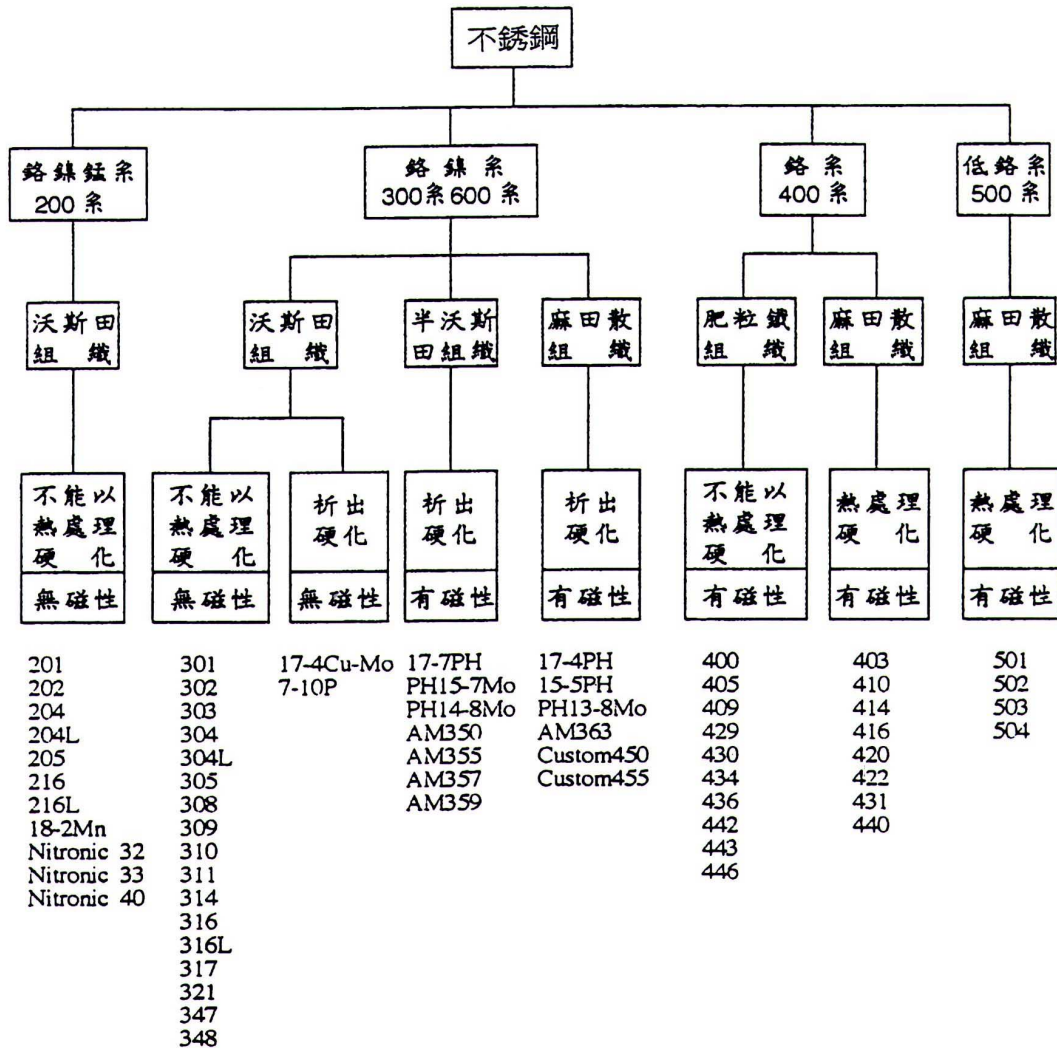 不銹鋼
鉻鎳錳系
200 系
鉻鎳系
300系600系
鉻系
400 系
低鉻系
500 系
沃斯田
組織
沃斯田
組織
半沃斯
田組織
麻田散
組織
肥粒鐵
組織
麻田散
組織
麻田散
組織
不能以
熱處理
硬化
無磁性
不能以
熱處理
硬化
無磁性
析出
硬化
無磁性
析出
硬化
有磁性
析出
硬化
有磁性
不能以
熱處理
硬化
有磁性
熱處理
硬化
有磁性
熱處理
硬化
有磁性
201
202
204
204L
205
216
216L
18-2Mn
Nitronic 32
Nitronic 33
Nitronic 40
301
302
303
304
304L
305
308
309
310
311
314
316
316L
317
321
347
348
17-4Cu-Mo
7-10P
17-7PH
PH15-7Mo
PH14-8Mo
AM350
AM355
AM357
AM359
17-4PH
15-5PH
PH13-8Mo
AM363
Custom450
Custom455
400
405
409
429
430
434
436
442
443
446
403
410
414
416
420
422
431
440
501
502
503
504